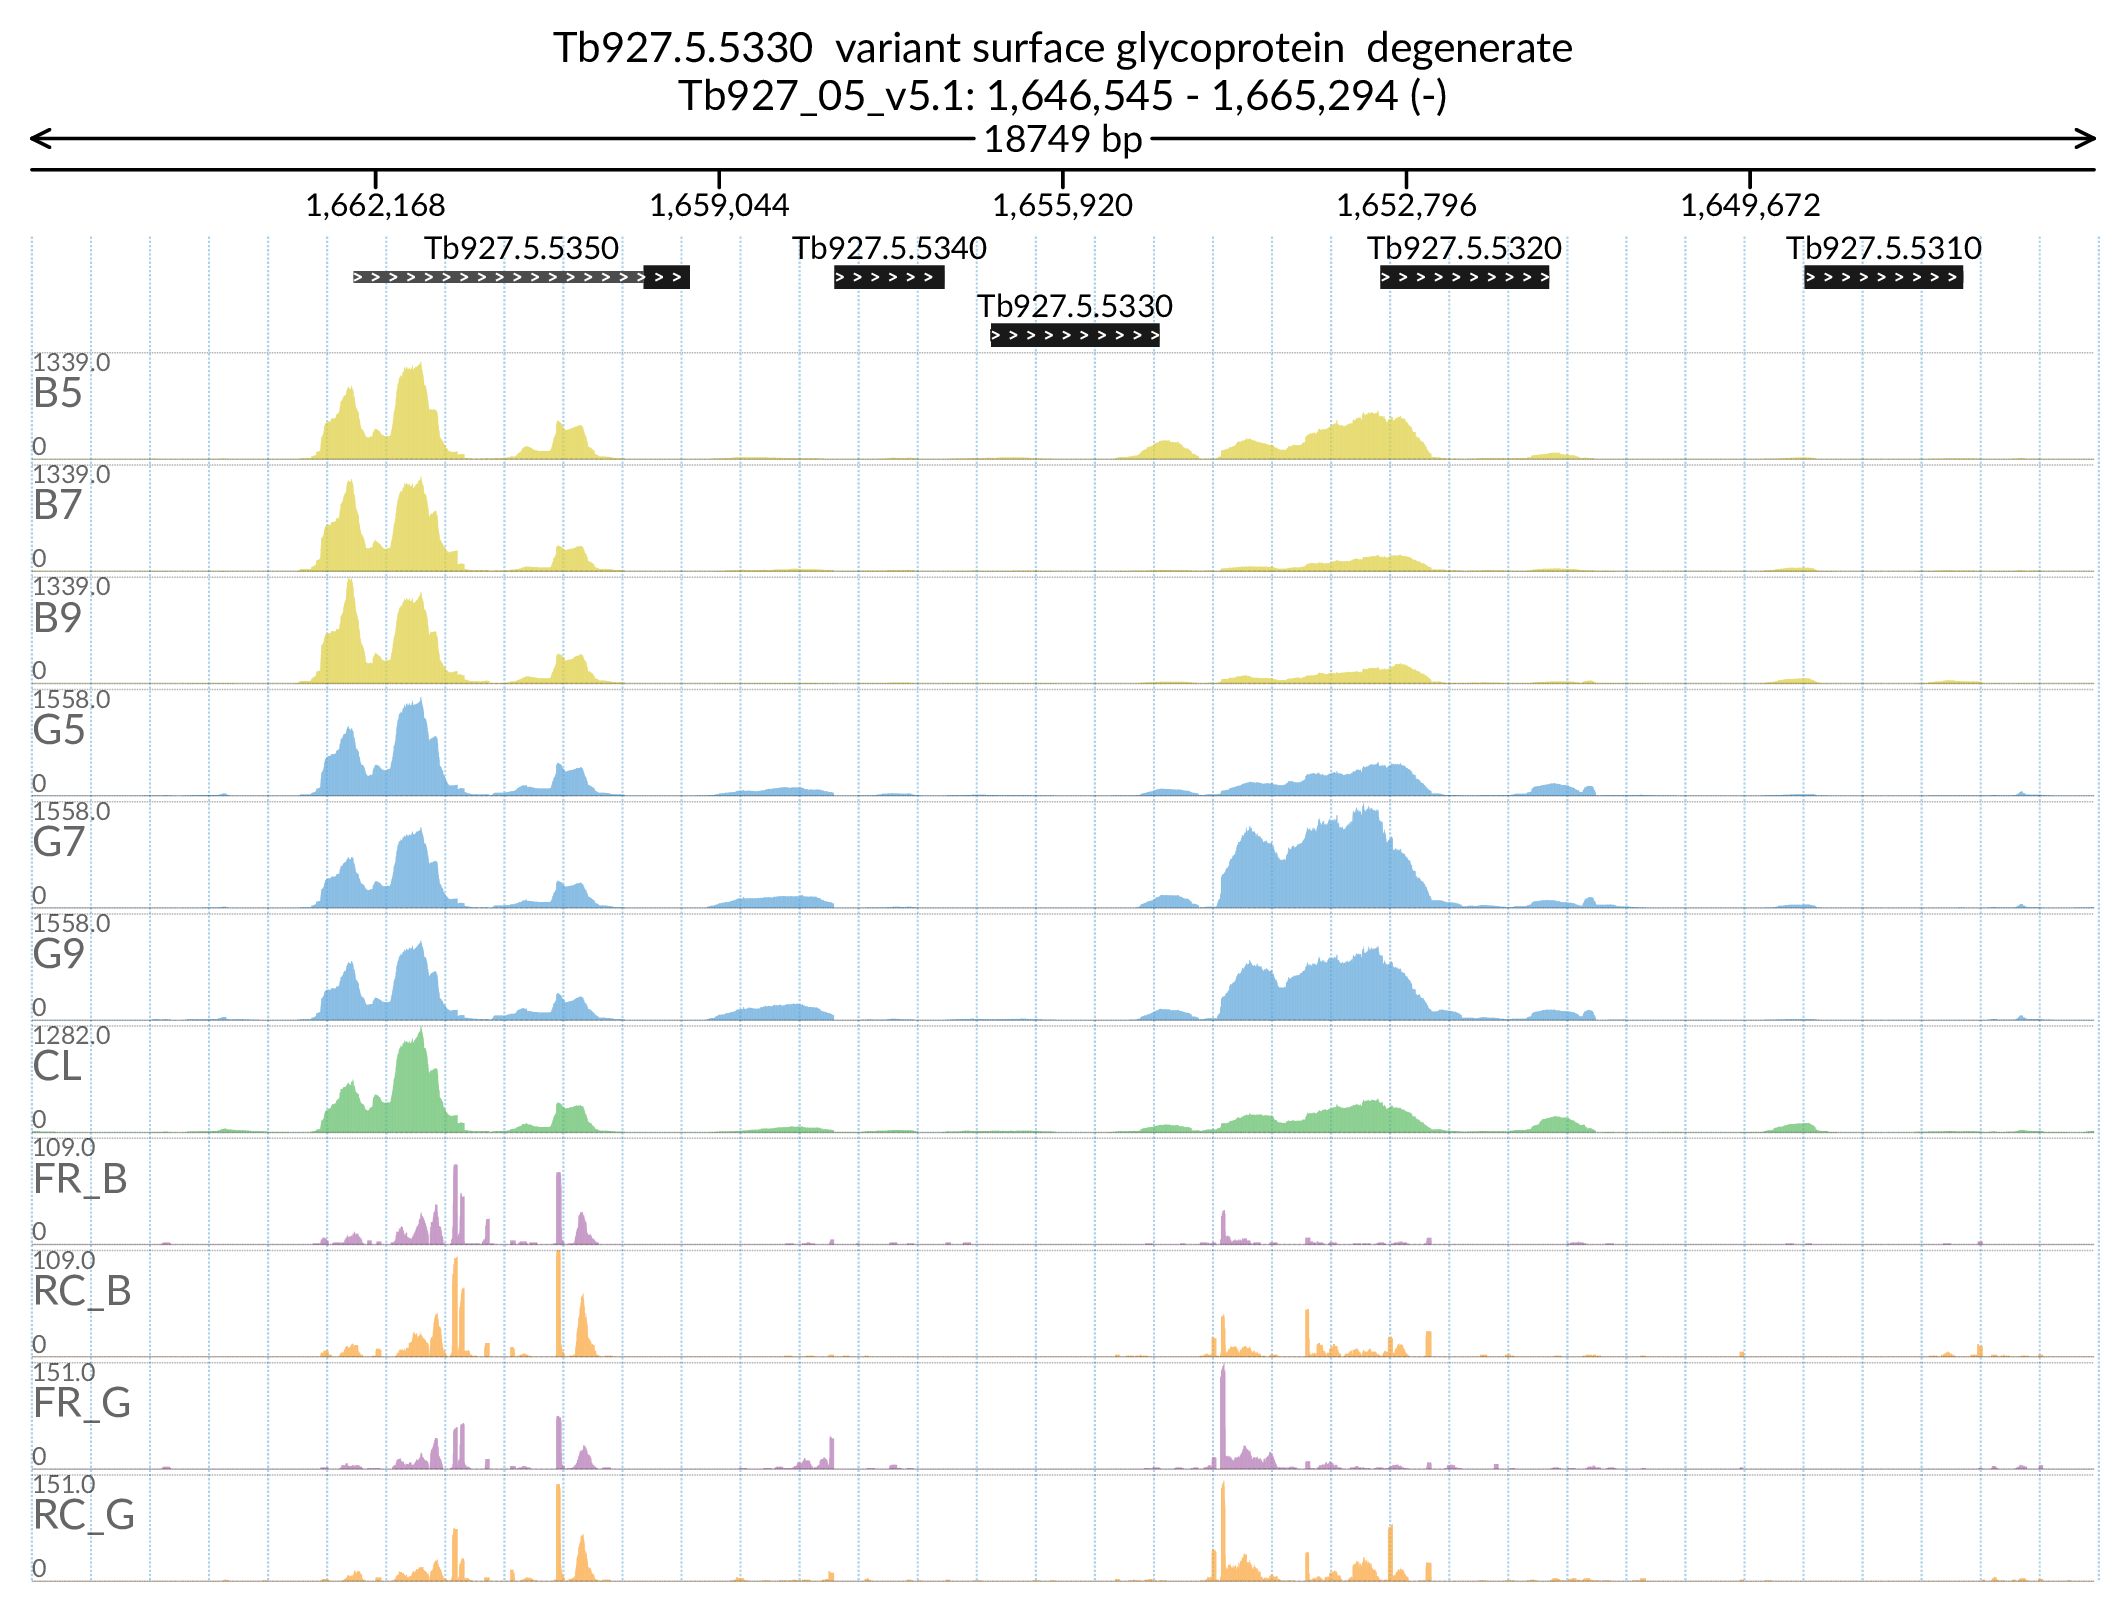 Tb927.5.5330 variant surface glycoprotein degenerate
Tb927_05_v5.1: 1,646,545 - 1,665,294 (-)
18749 bp
1,662,168 1,659,044 1,655,920 1,652,796 1,649,672
Tb927.5.5350 Tb927.5.5340 Tb927.5.5320 Tb927.5.5310
Tb927.5.5330
1339.0
B5
0
1339.0
B7
0
1339.0
B9
0
1558.0
G5
0
1558.0
G7
0
1558.0
G9
0
1282.0
CL
0
109.0
FR_B
0
109.0
RC_B
0
151.0
FR_G
0
151.0
RC_G
0